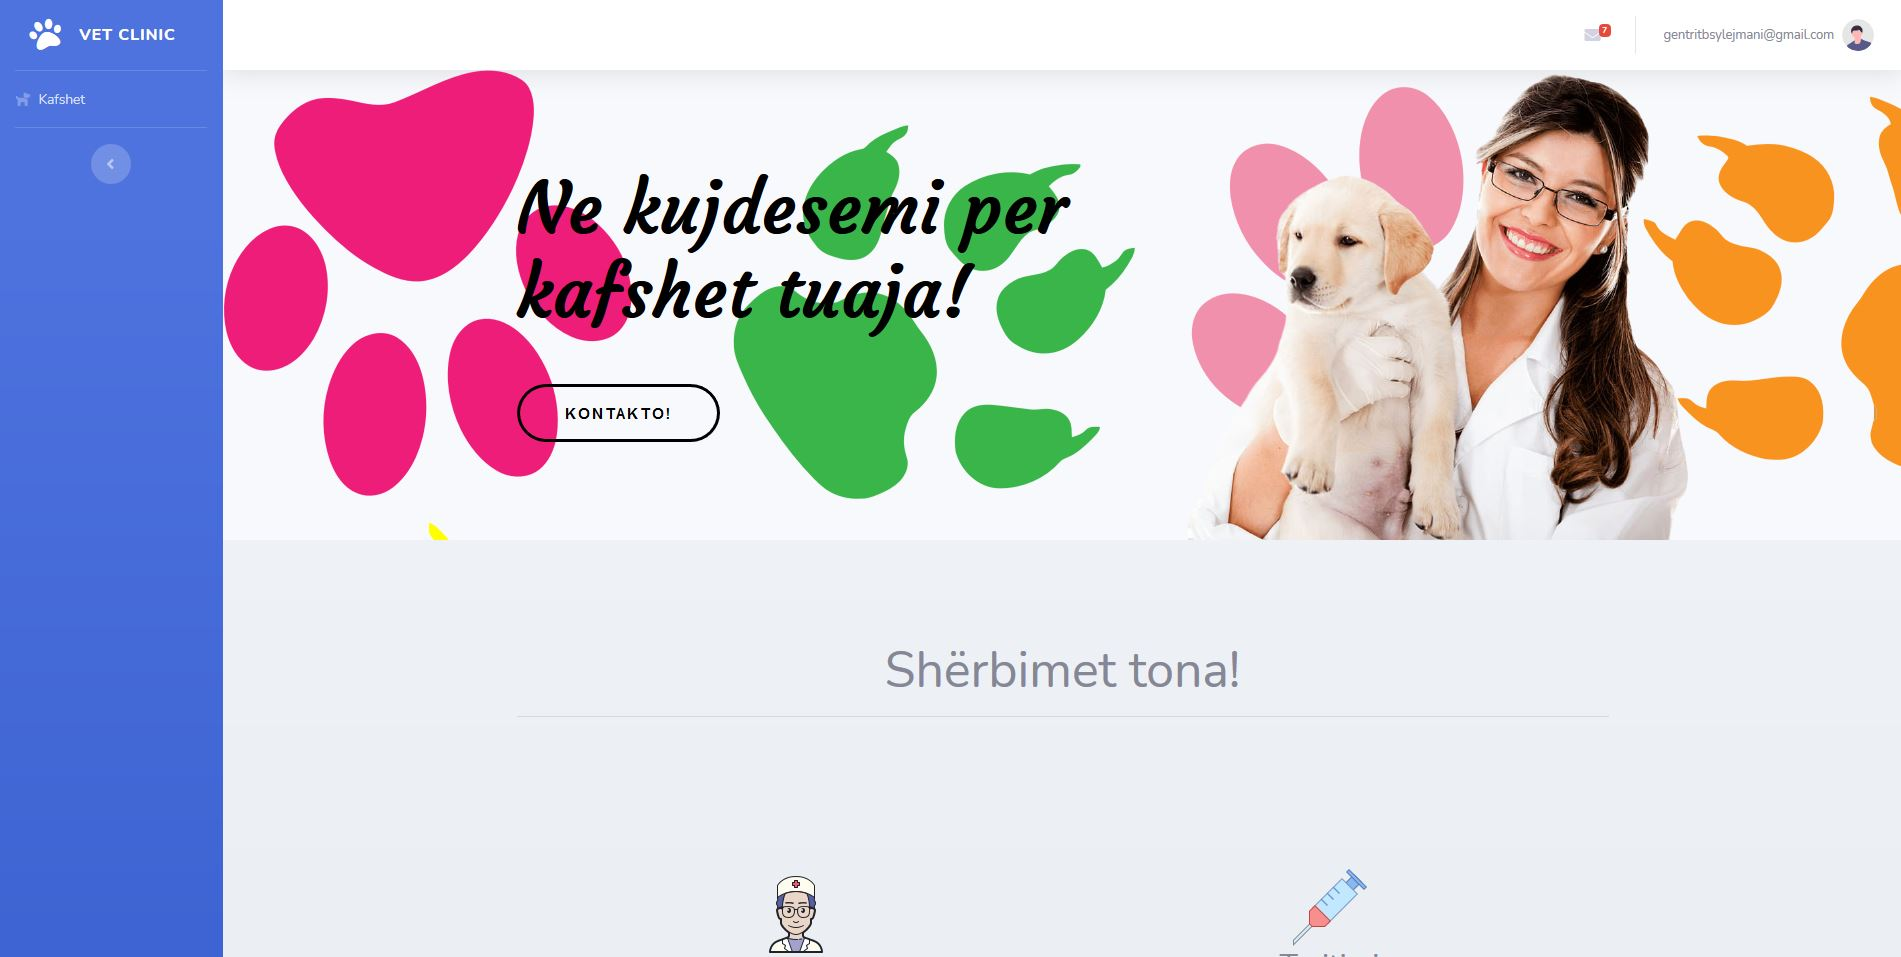 VET CLINIC
7
gentritbsylejmani@gmail.com
Kafshet
Ne kujdesemi per
kafshet tuaja!
KONTAKTO!
Shërbimet tona!